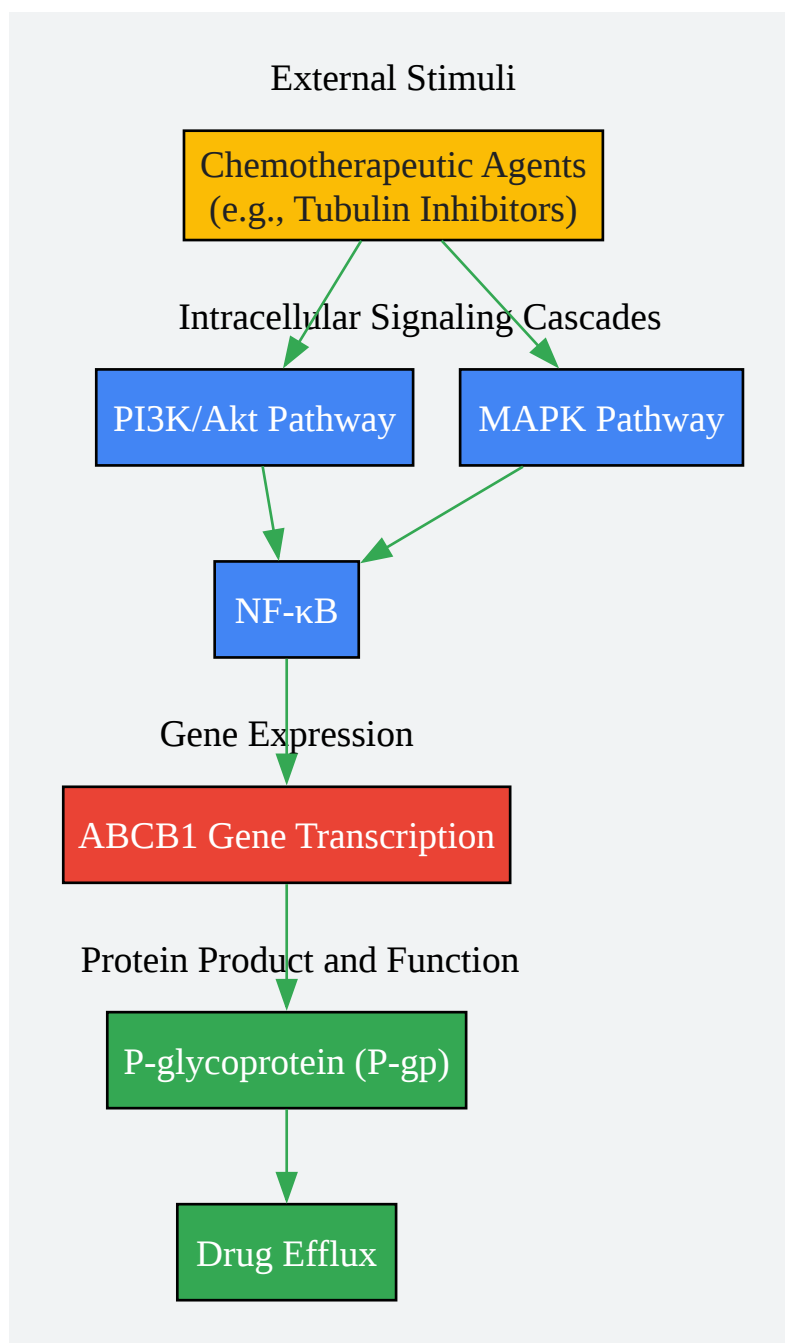 External Stimuli
Chemotherapeutic Agents
(e.g., Tubulin Inhibitors)
Intracellular Signaling Cascades
PI3K/Akt Pathway
MAPK Pathway
NF-κB
Gene Expression
ABCB1 Gene Transcription
Protein Product and Function
P-glycoprotein (P-gp)
Drug Efflux